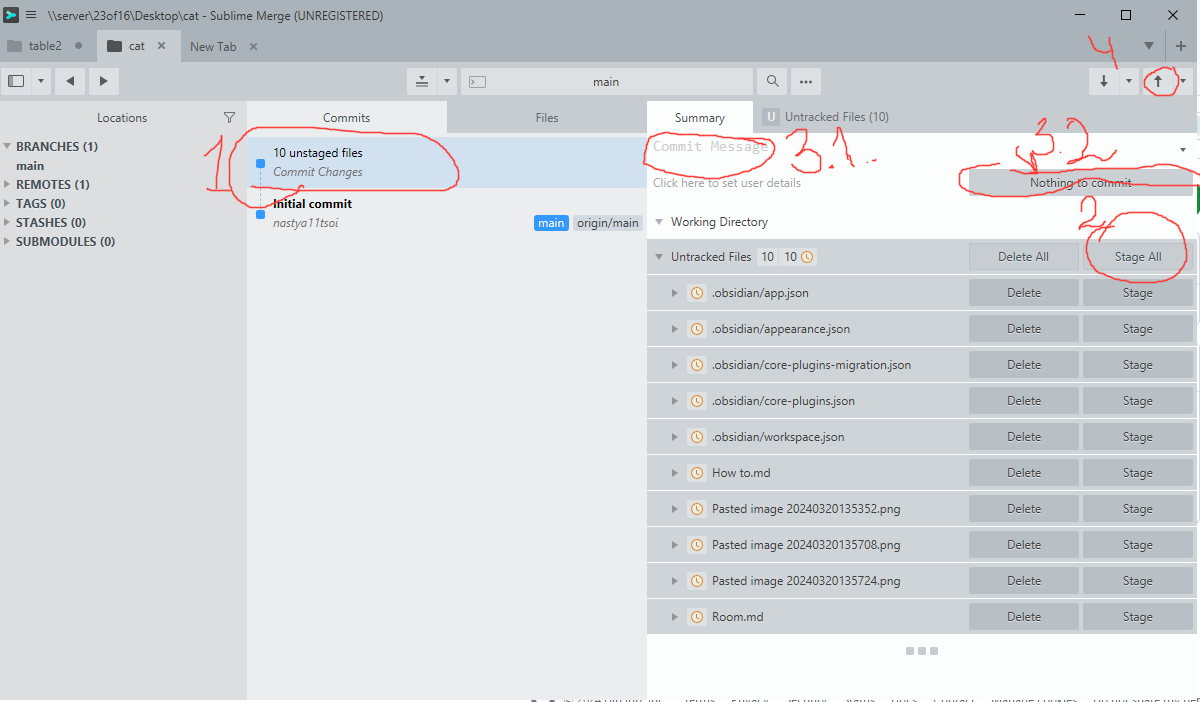 \\server\23of16\Desktop\cat - Sublime Merge (UNREGISTERED)
table2 cat New Tab
4
main
Locations
Commits Files
Summary U Untracked Files (10)
BRANCHES (1)
main
REMOTES (1)
TAGS (0)
STASHES (0)
SUBMODULES (0)
1
10 unstaged files
Commit Changes
Initial commit
nastya11tsoi main origin/main
Commit Message
3.1..
3.2
Click here to set user details
Nothing to commit
Working Directory
2
Untracked Files 10 10 Delete All Stage All
.obsidian/app.json Delete Stage
.obsidian/appearance.json Delete Stage
.obsidian/core-plugins-migration.json Delete Stage
.obsidian/core-plugins.json Delete Stage
.obsidian/workspace.json Delete Stage
How to.md Delete Stage
Pasted image 20240320135352.png Delete Stage
Pasted image 20240320135708.png Delete Stage
Pasted image 20240320135724.png Delete Stage
Room.md Delete Stage